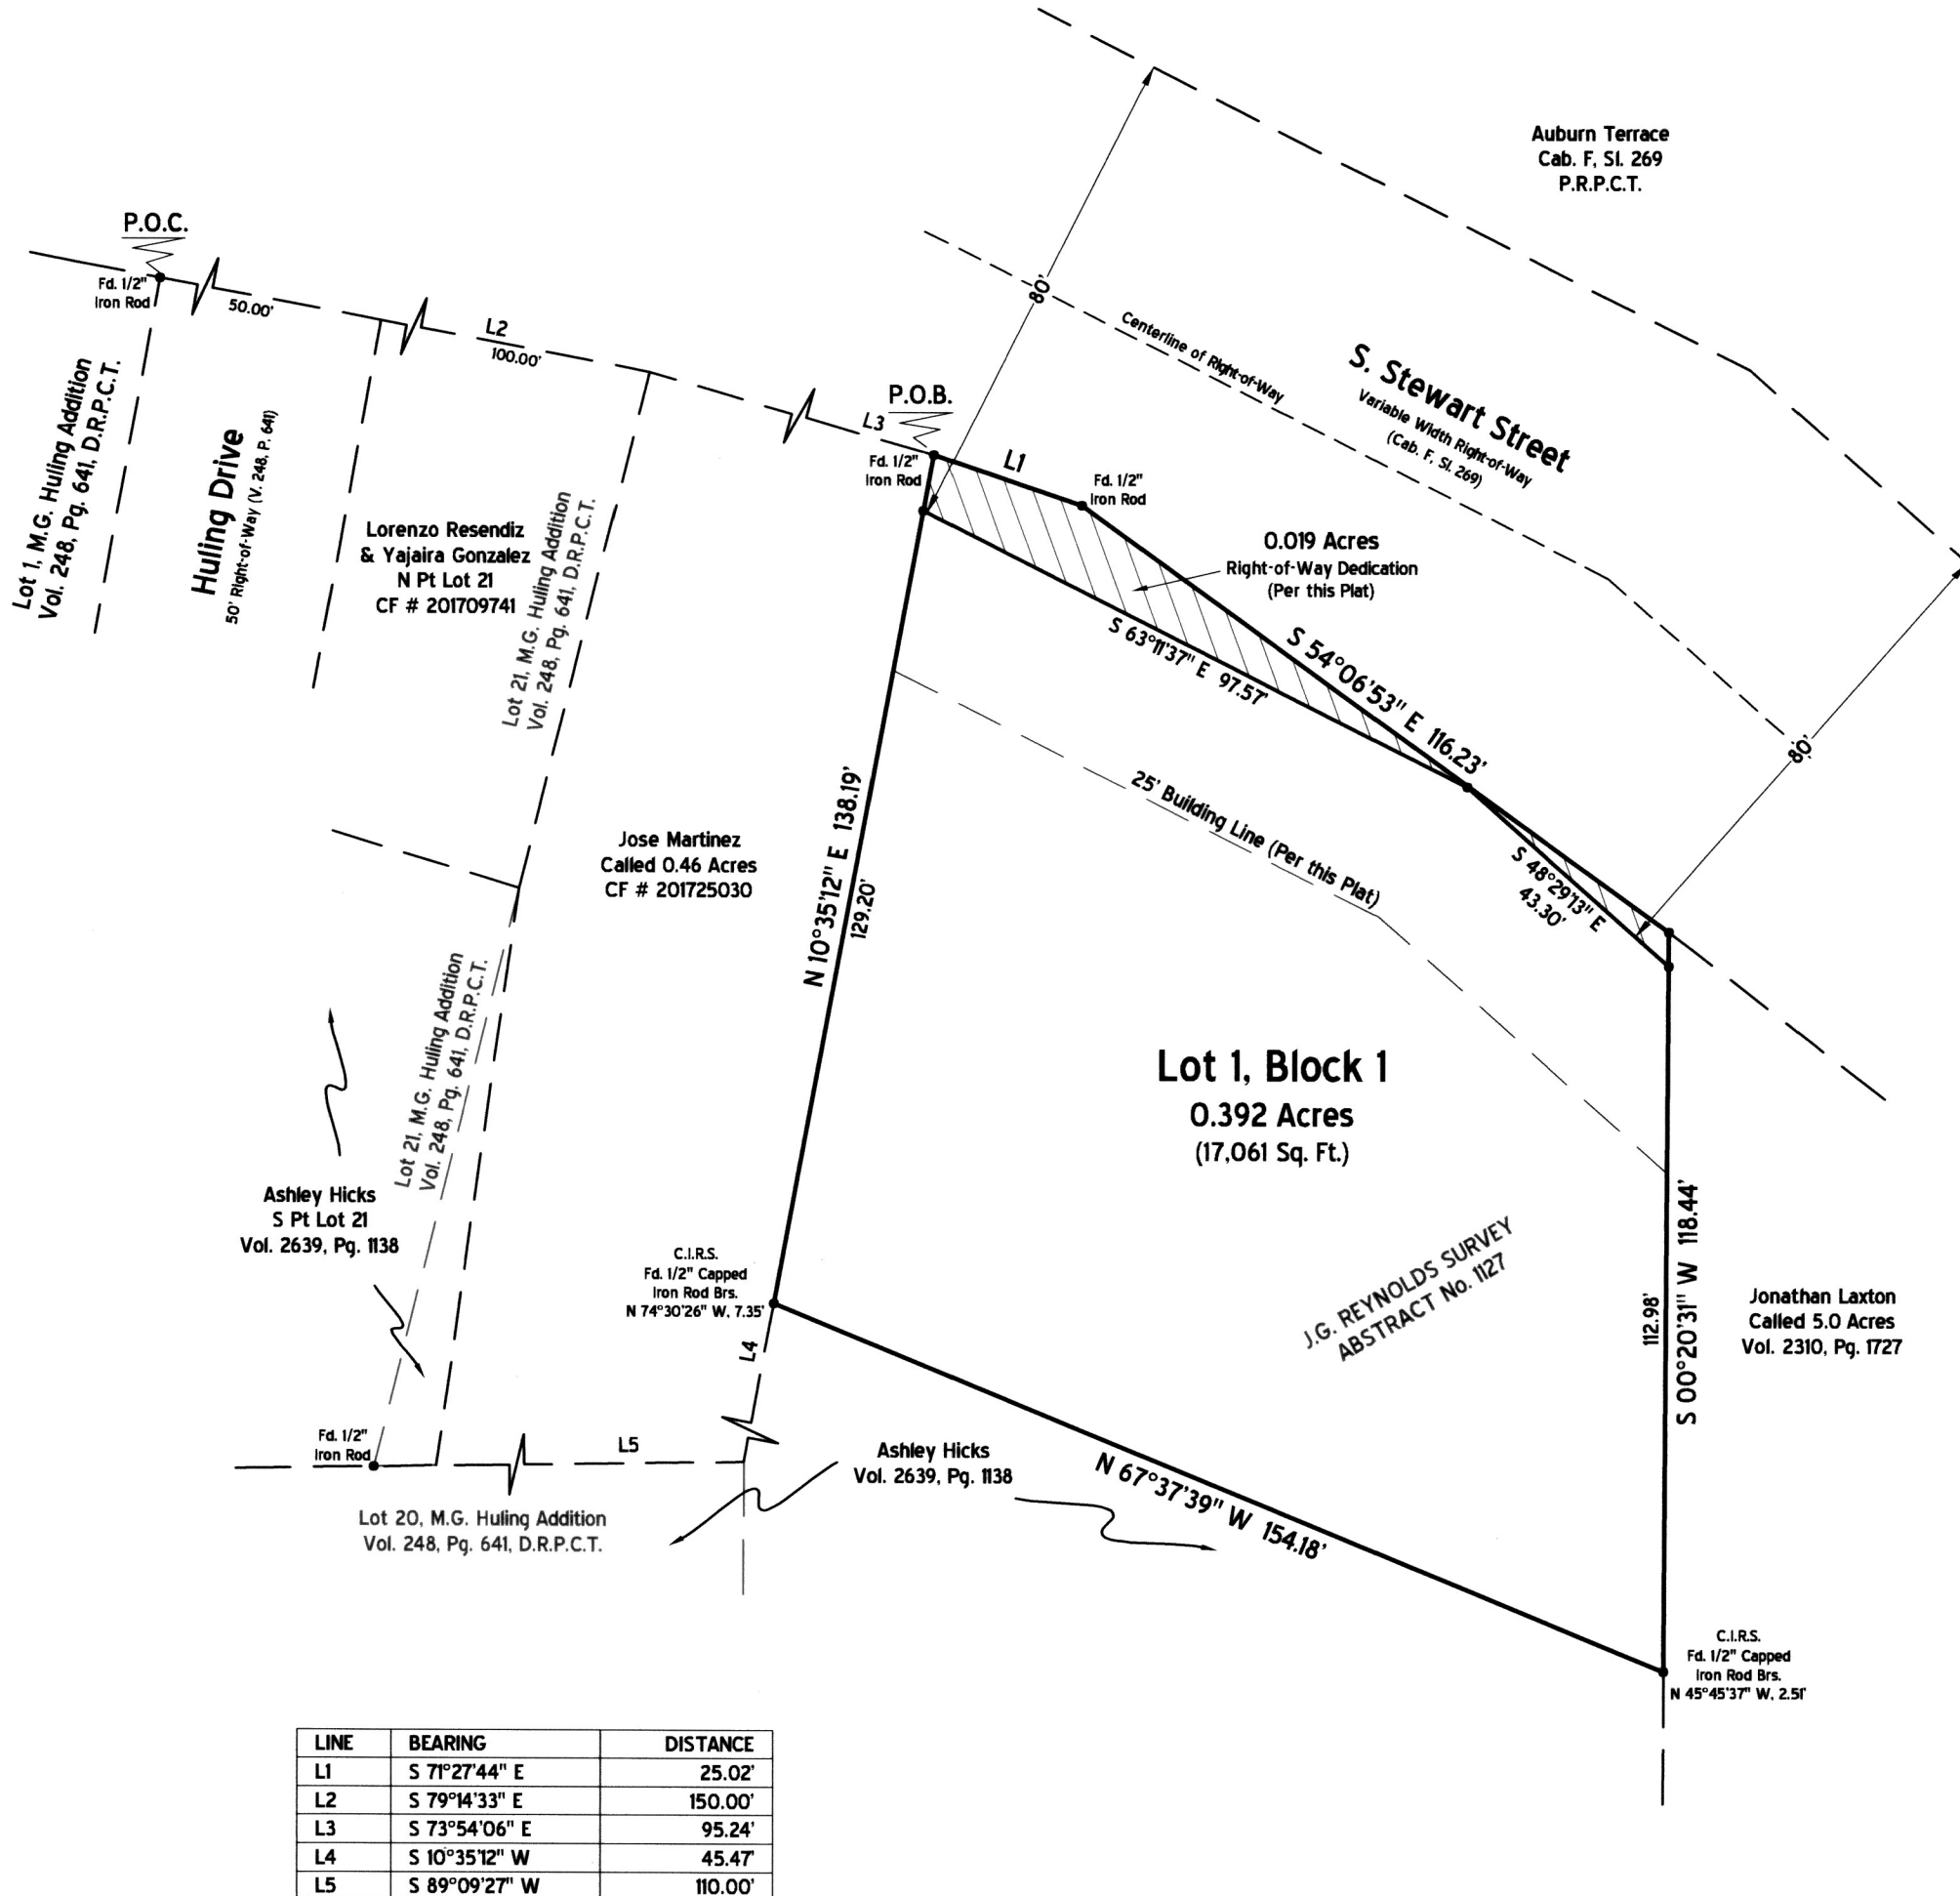 Auburn Terrace
Cab. F, Sl. 269
P.R.P.C.T.
P.O.C.
Fd. 1/2"
Iron Rod
50.00'
L2
100.00'
80'
Centerline of Right-of-Way
S. Stewart Street
Variable Width Right-of-Way
(Cab. F, Sl. 269)
Lot 1, M.G. Huling Addition
Vol. 248, Pg. 641, D.R.P.C.T.
Huling Drive
50' Right-of-Way (V. 248, P. 641)
P.O.B.
L3
Fd. 1/2"
Iron Rod
L1
Fd. 1/2"
Iron Rod
Lorenzo Resendiz
& Yajaira Gonzalez
N Pt Lot 21
CF # 201709741
Lot 21, M.G. Huling Addition
Vol. 248, Pg. 641, D.R.P.C.T.
0.019 Acres
Right-of-Way Dedication
(Per this Plat)
S 63°11'37" E 97.57'
S 54°06'53" E 116.23'
80'
25' Building Line (Per this Plat)
S 48°29'13" E
43.30'
Jose Martinez
Called 0.46 Acres
CF # 201725030
N 10°35'12" E 138.19'
129.20'
Lot 21, M.G. Huling Addition
Vol. 248, Pg. 641, D.R.P.C.T.
Lot 1, Block 1
0.392 Acres
(17,061 Sq. Ft.)
Ashley Hicks
S Pt Lot 21
Vol. 2639, Pg. 1138
C.I.R.S.
Fd. 1/2" Capped
Iron Rod Brs.
N 74°30'26" W, 7.35'
L4
J.G. REYNOLDS SURVEY
ABSTRACT No. 1127
112.98'
S 00°20'31" W 118.44'
Jonathan Laxton
Called 5.0 Acres
Vol. 2310, Pg. 1727
Fd. 1/2"
Iron Rod
L5
Ashley Hicks
Vol. 2639, Pg. 1138
N 67°37'39" W 154.18'
Lot 20, M.G. Huling Addition
Vol. 248, Pg. 641, D.R.P.C.T.
C.I.R.S.
Fd. 1/2" Capped
Iron Rod Brs.
N 45°45'37" W, 2.51'
LINE BEARING DISTANCE
L1 S 71°27'44" E 25.02'
L2 S 79°14'33" E 150.00'
L3 S 73°54'06" E 95.24'
L4 S 10°35'12" W 45.47'
L5 S 89°09'27" W 110.00'